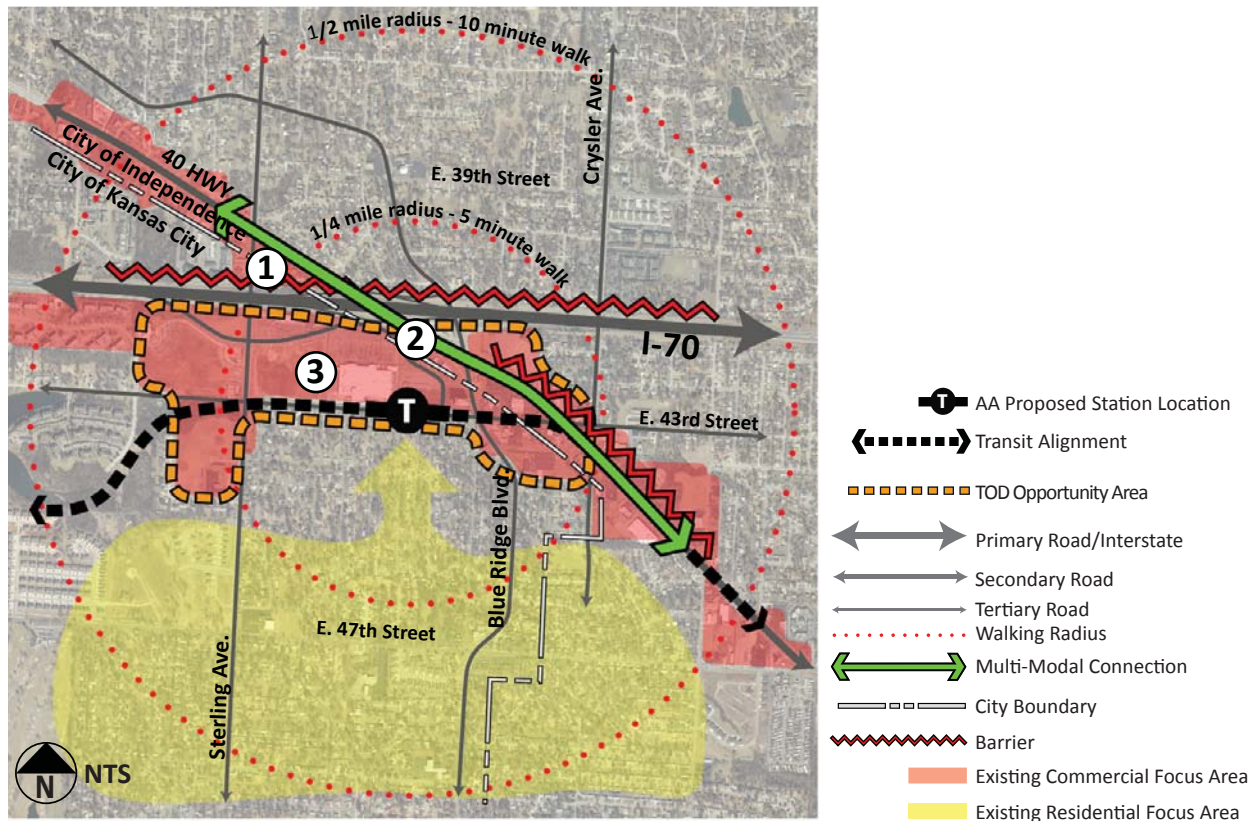 1/2 mile radius - 10 minute walk
Crysler Ave.
City of Independence
40 HWY
City of Kansas City
E. 39th Street
1/4 mile radius - 5 minute walk
1
2
I-70
3
T
E. 43rd Street
Blue Ridge Blvd.
E. 47th Street
Sterling Ave.
N
NTS
T
AA Proposed Station Location
Transit Alignment
TOD Opportunity Area
Primary Road/Interstate
Secondary Road
Tertiary Road
Walking Radius
Multi-Modal Connection
City Boundary
Barrier
Existing Commercial Focus Area
Existing Residential Focus Area